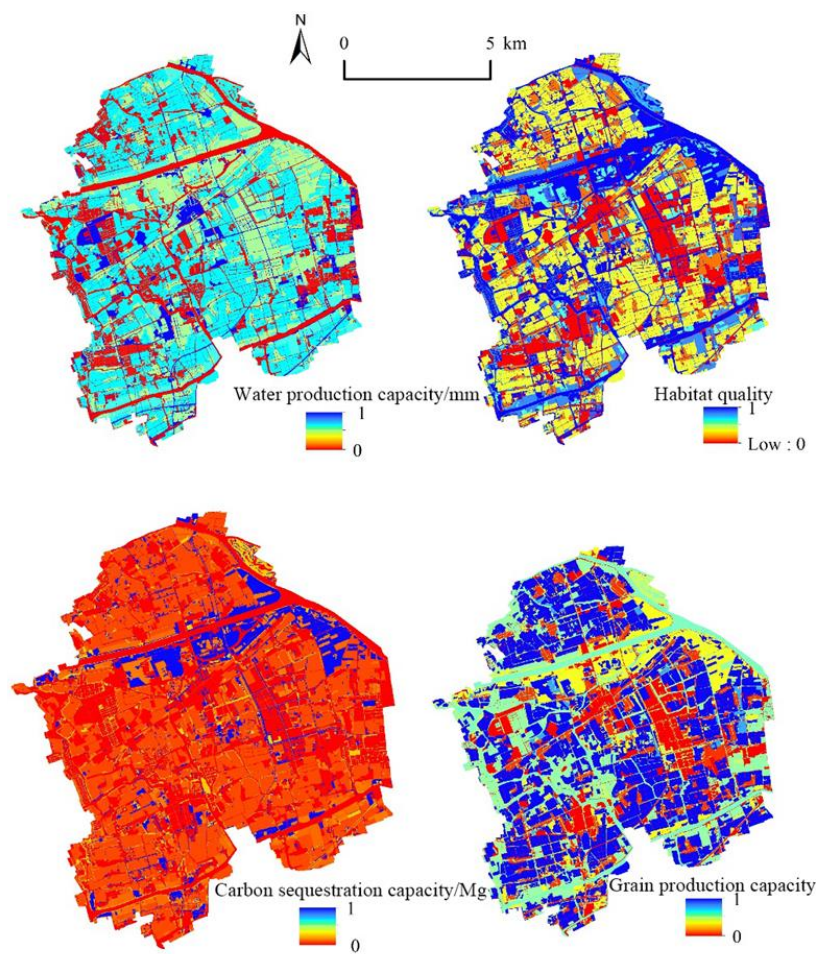 N
0 5 km
Water production capacity/mm
1
0
Habitat quality
1
Low : 0
Carbon sequestration capacity/Mg
1
0
Grain production capacity
1
0